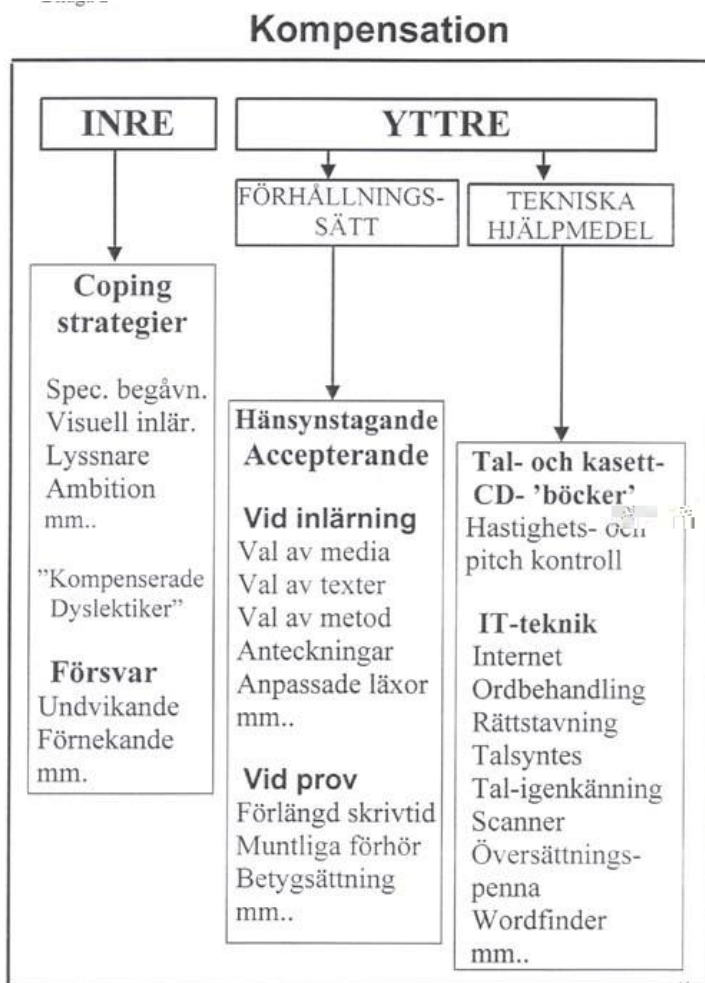 Kompensation
INRE
Coping
strategier
Spec. begåvn.
Visuell inlär.
Lyssnare
Ambition
mm..
”Kompenserade
Dyslektiker”
Försvar
Undvikande
Förnekande
mm.
YTTRE
FÖRHÅLLNINGS-
SÄTT
Hänsynstagande
Accepterande
Vid inlärning
Val av media
Val av texter
Val av metod
Anteckningar
Anpassade läxor
mm..
Vid prov
Förlängd skrivtid
Muntliga förhör
Betygsättning
mm..
TEKNISKA
HJÄLPMEDEL
Tal- och kasett-
CD- ’böcker’
Hastighets- och
pitch kontroll
IT-teknik
Internet
Ordbehandling
Rättstavning
Talsyntes
Tal-igenkänning
Scanner
Översättnings-
penna
Wordfinder
mm..